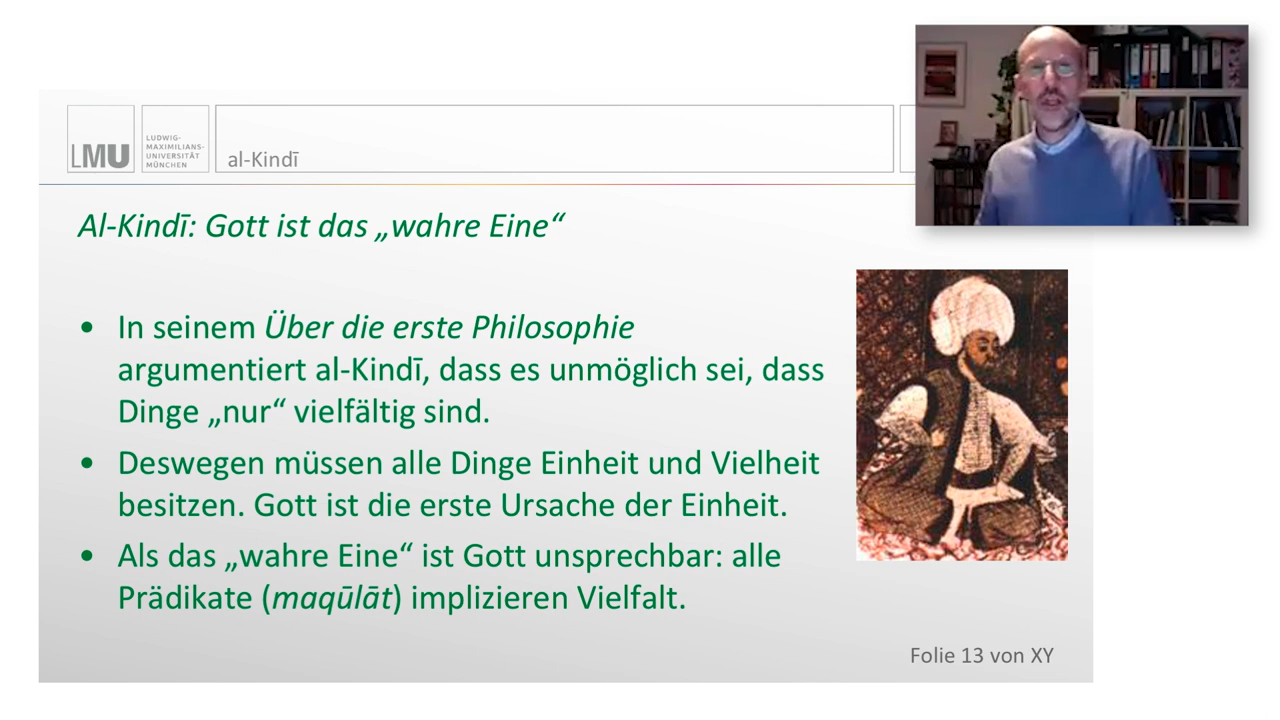 LMU
LUDWIG-
MAXIMILIANS-
UNIVERSITÄT
MÜNCHEN
al-Kindī
Al-Kindī: Gott ist das „wahre Eine“
• In seinem Über die erste Philosophie
argumentiert al-Kindī, dass es unmöglich sei, dass
Dinge „nur“ vielfältig sind.
• Deswegen müssen alle Dinge Einheit und Vielheit
besitzen. Gott ist die erste Ursache der Einheit.
• Als das „wahre Eine“ ist Gott unsprechbar: alle
Prädikate (maqūlāt) implizieren Vielfalt.
Folie 13 von XY